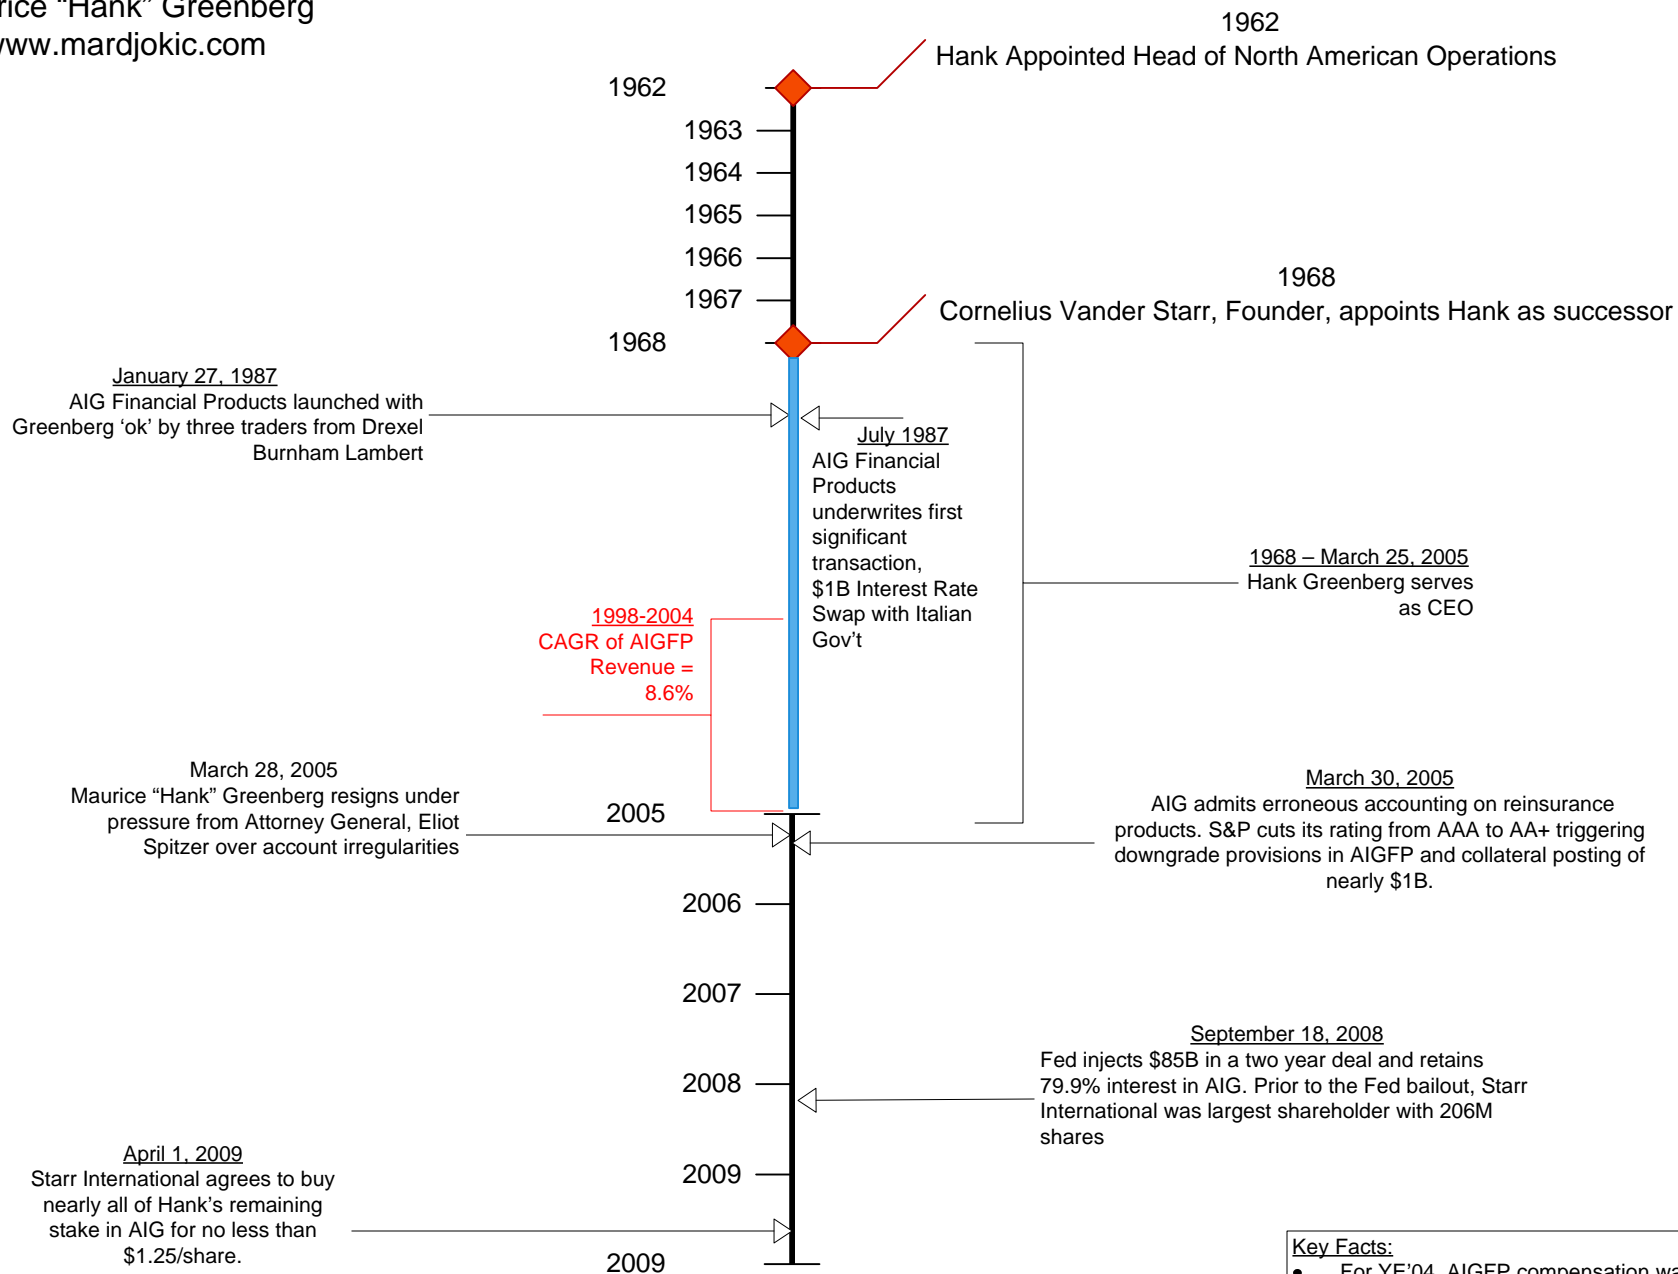 "Hank" Greenberg
www.mardjokic.com
1962
Hank Appointed Head of North American Operations
1962
1963
1964
1965
1966
1967
1968
Cornelius Vander Starr, Founder, appoints Hank as successor
1968
January 27, 1987
AIG Financial Products launched with
Greenberg ‘ok’ by three traders from Drexel
Burnham Lambert
July 1987
AIG Financial
Products
underwrites first
significant
transaction,
$1B Interest Rate
Swap with Italian
Gov’t
1968 – March 25, 2005
Hank Greenberg serves
as CEO
1998-2004
CAGR of AIGFP
Revenue =
8.6%
March 28, 2005
Maurice “Hank” Greenberg resigns under
pressure from Attorney General, Eliot
Spitzer over account irregularities
2005
March 30, 2005
AIG admits erroneous accounting on reinsurance
products. S&P cuts its rating from AAA to AA+ triggering
downgrade provisions in AIGFP and collateral posting of
nearly $1B.
2006
2007
2008
September 18, 2008
Fed injects $85B in a two year deal and retains
79.9% interest in AIG. Prior to the Fed bailout, Starr
International was largest shareholder with 206M
shares
2009
April 1, 2009
Starr International agrees to buy
nearly all of Hank’s remaining
stake in AIG for no less than
$1.25/share.
2009
Key Facts:
• For YE’04, AIGFP compensation